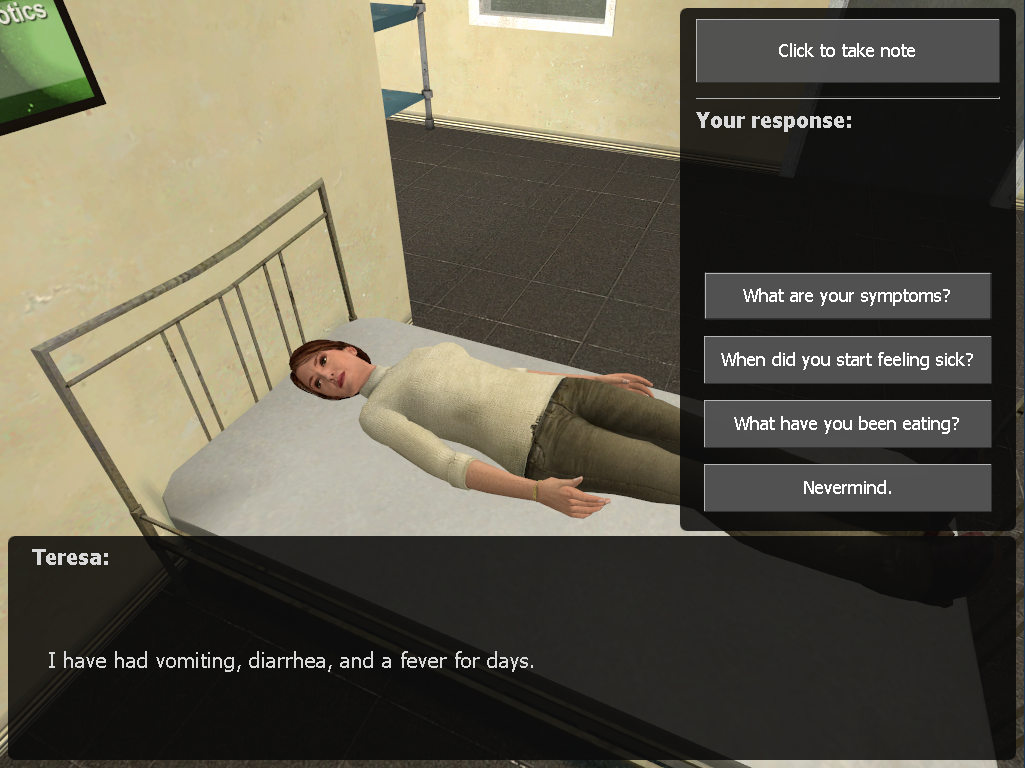 otics
Click to take note
Your response:
What are your symptoms?
When did you start feeling sick?
What have you been eating?
Nevermind.
Teresa:
I have had vomiting, diarrhea, and a fever for days.